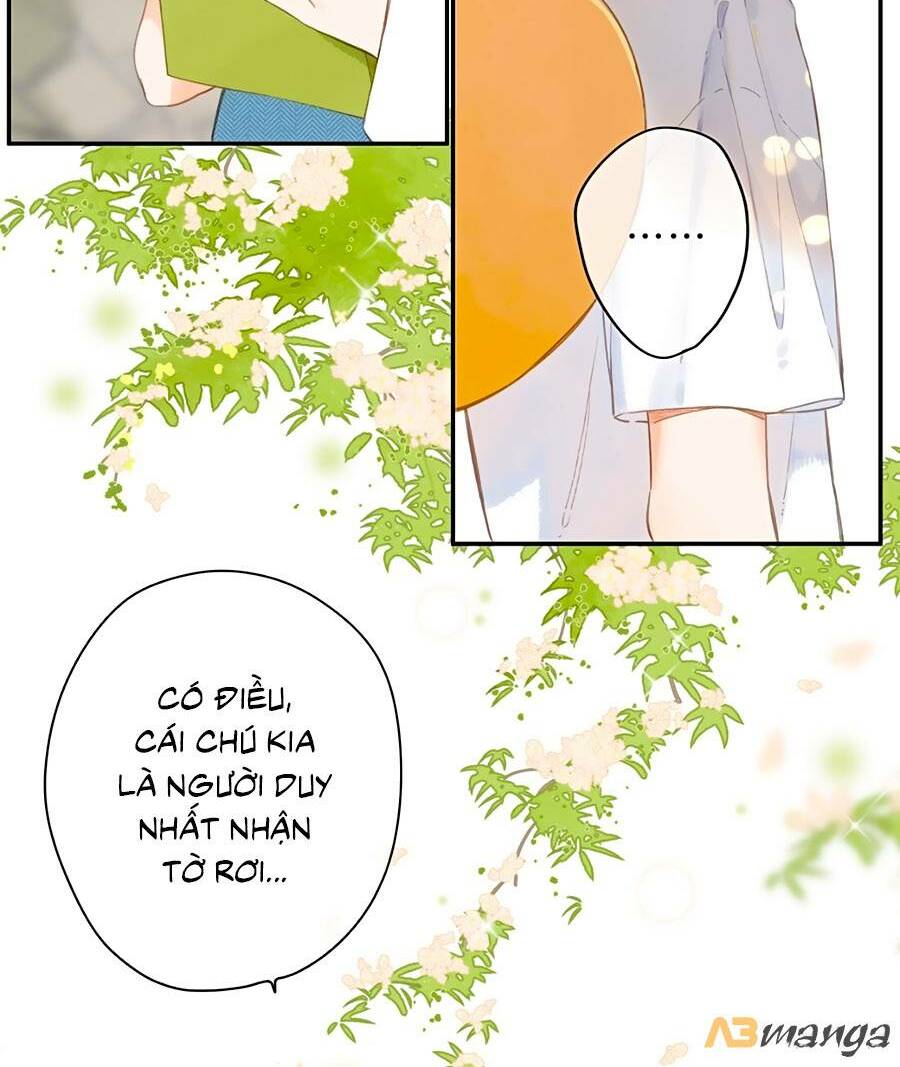 ......
CÓ ĐIỀU,
CÁI CHÚ KIA
LÀ NGƯỜI DUY
NHẤT NHẬN
TỜ RƠI...
A3manga